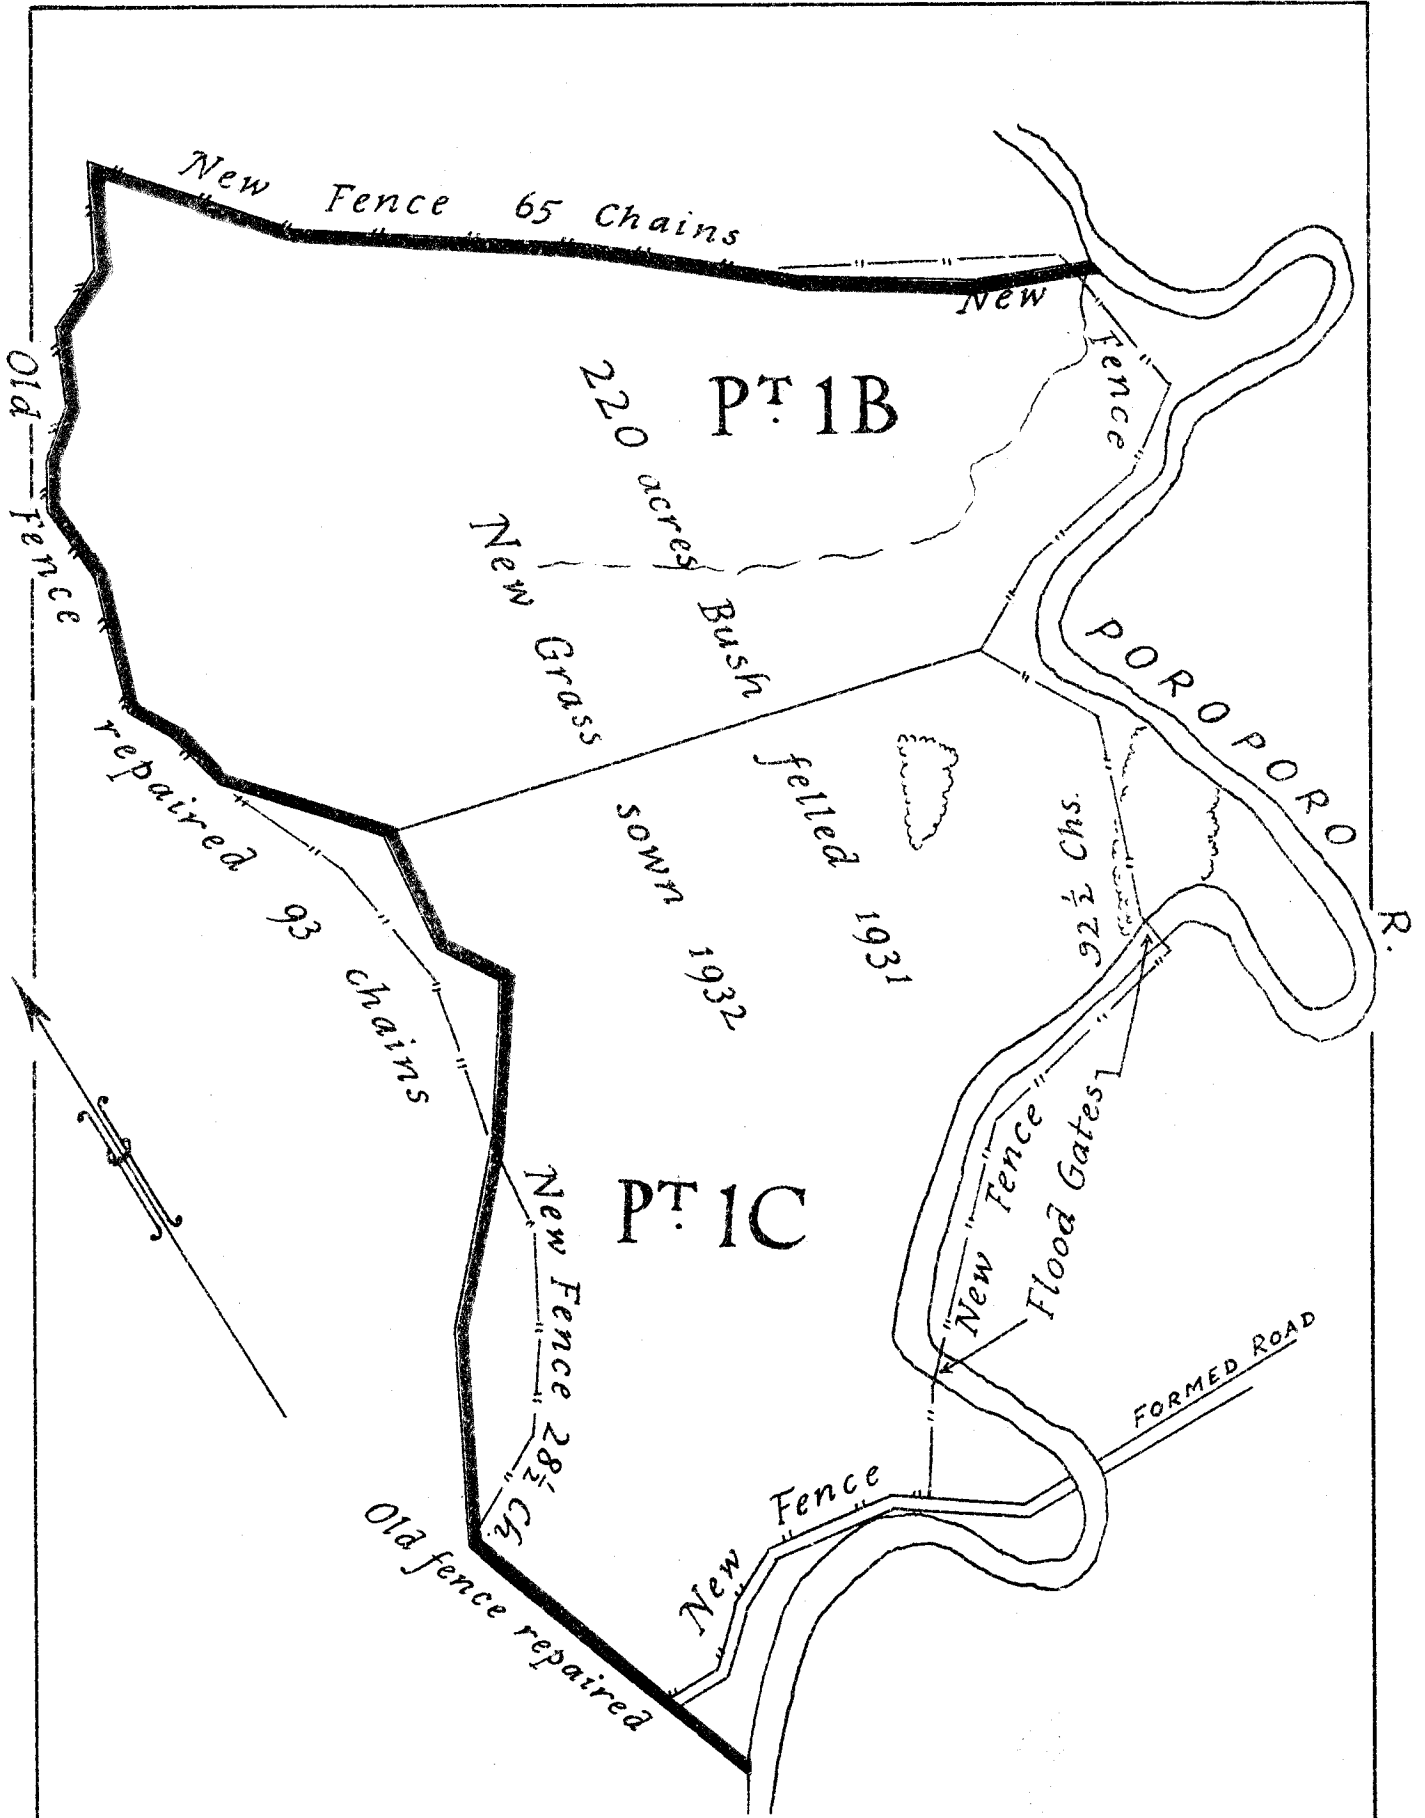 New Fence 65 Chains
New Fence 92 ½ Chs.
Old Fence repaired 93 chains
Pᵀ. 1B
220 acres Bush felled 1931
New Grass sown 1932
POROPORO R.
Pᵀ. 1C
New Fence
Flood Gates
New Fence 28½ Ch.
FORMED ROAD
New Fence
Old fence repaired